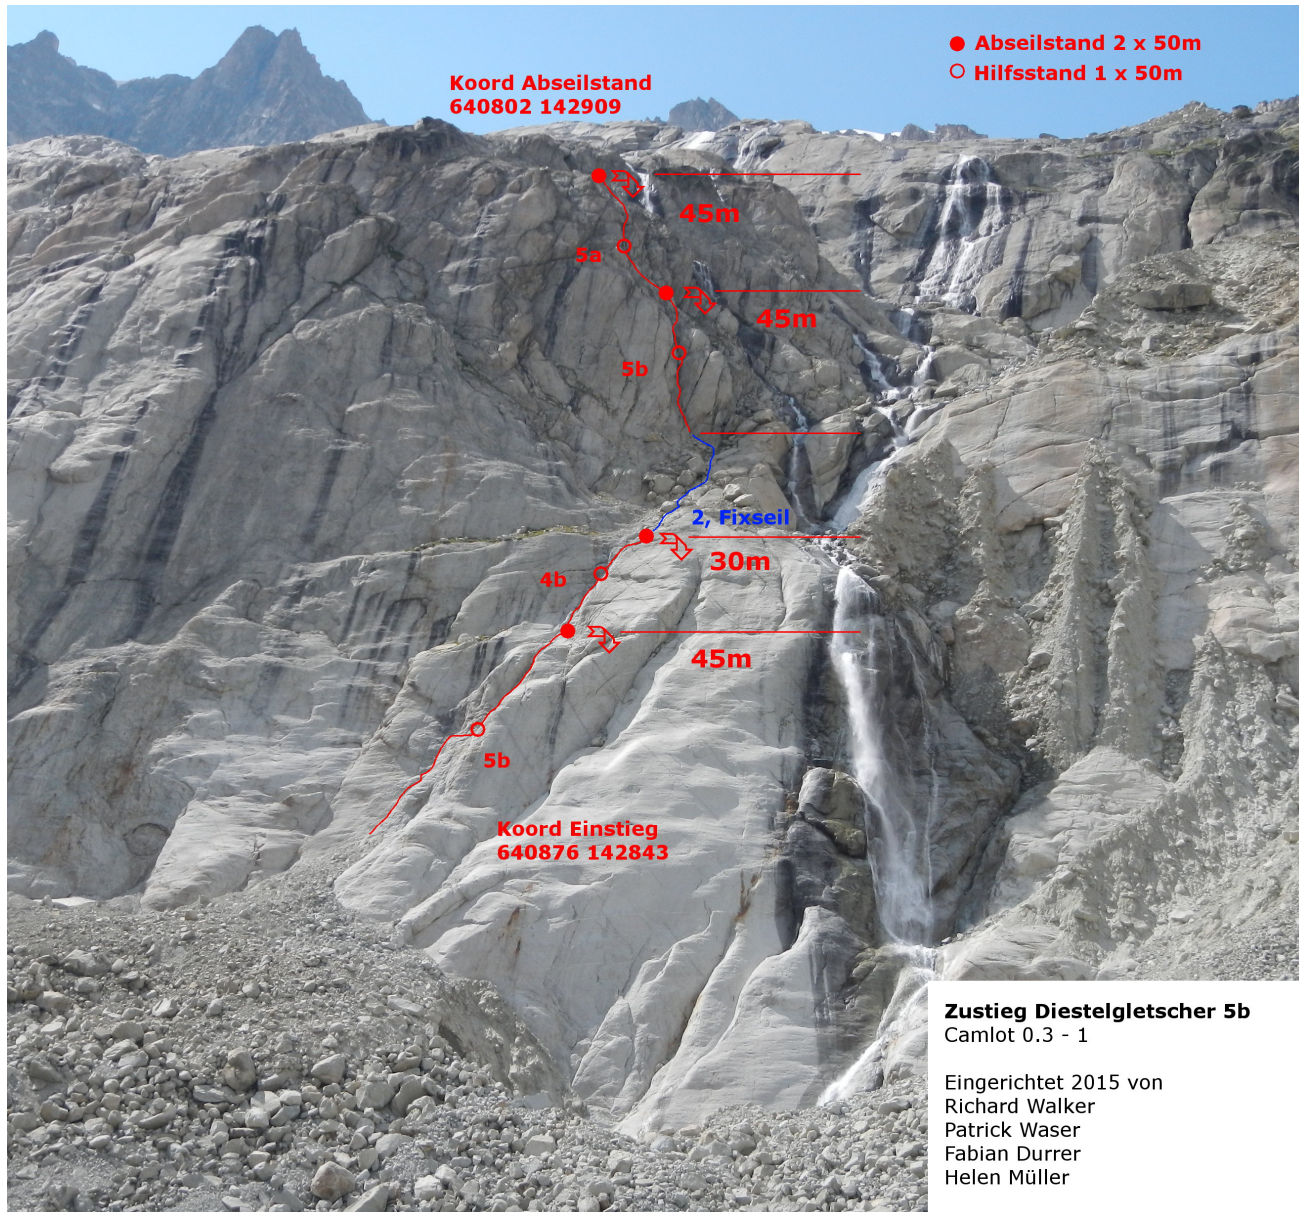 Abseilstand 2 x 50m
Hilfsstand 1 x 50m
Koord Abseilstand
640802 142909
45m
5a
45m
5b
2, Fixseil
30m
4b
45m
5b
Koord Einstieg
640876 142843
Zustieg Diestelgletscher 5b
Camlot 0.3 - 1
Eingerichtet 2015 von
Richard Walker
Patrick Waser
Fabian Durrer
Helen Müller